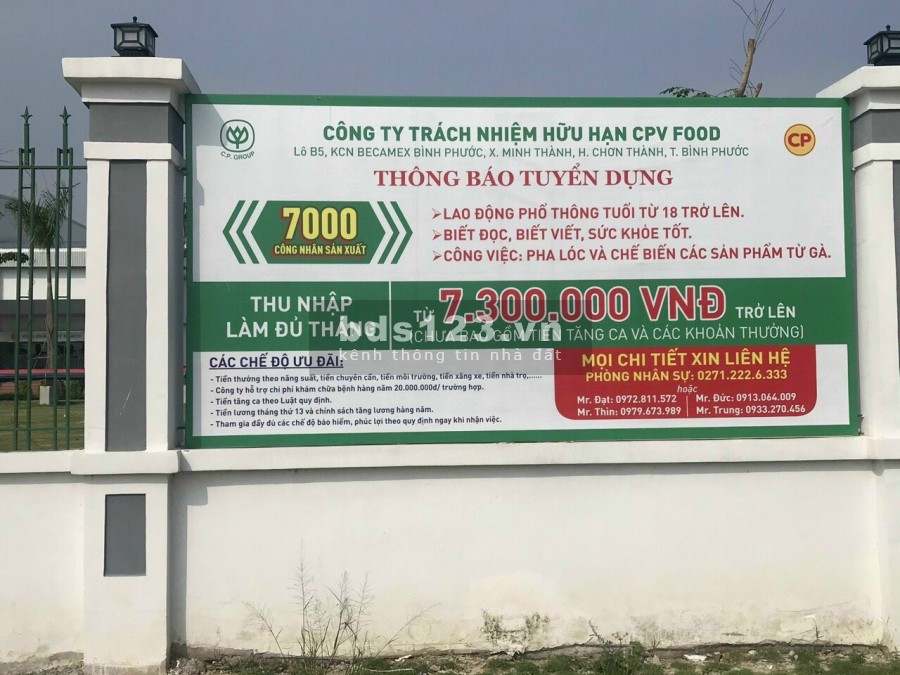 CÔNG TY TRÁCH NHIỆM HỮU HẠN CPV FOOD
C.P. GROUP
CP
LÔ B5, KCN BECAMEX BÌNH PHƯỚC, X. MINH THÀNH, H. CHƠN THÀNH, T. BÌNH PHƯỚC
THÔNG BÁO TUYỂN DỤNG
7000
CÔNG NHÂN SẢN XUẤT
➢LAO ĐỘNG PHỔ THÔNG TUỔI TỪ 18 TRỞ LÊN.
➢BIẾT ĐỌC, BIẾT VIẾT, SỨC KHỎE TỐT.
➢CÔNG VIỆC: PHA LÓC VÀ CHẾ BIẾN CÁC SẢN PHẨM TỪ GÀ.
THU NHẬP
LÀM ĐỦ THÁNG
TỪ 7.300.000 VNĐ TRỞ LÊN
(CHƯA BAO GỒM TIỀN TĂNG CA VÀ CÁC KHOẢN THƯỞNG)
bds123.vn
kênh thông tin nhà đất
CÁC CHẾ ĐỘ ƯU ĐÃI:
- Tiền thưởng theo năng suất, tiền chuyên cần, tiền môi trường, tiền xăng xe, tiền nhà trọ,......
- Công ty hỗ trợ chi phí khám chữa bệnh hàng năm 20.000.000đ/ trường hợp.
- Tiền tăng ca theo Luật quy định.
- Tiền lương tháng thứ 13 và chính sách tăng lương hàng năm.
- Tham gia đầy đủ các chế độ bảo hiểm, phúc lợi theo quy định ngay khi nhận việc.
MỌI CHI TIẾT XIN LIÊN HỆ
PHÒNG NHÂN SỰ: 0271.222.6.333
hoặc
Mr. Đạt: 0972.811.572 Mr. Đức: 0913.064.009
Mr. Thìn: 0979.673.989 Mr. Trung: 0933.270.456